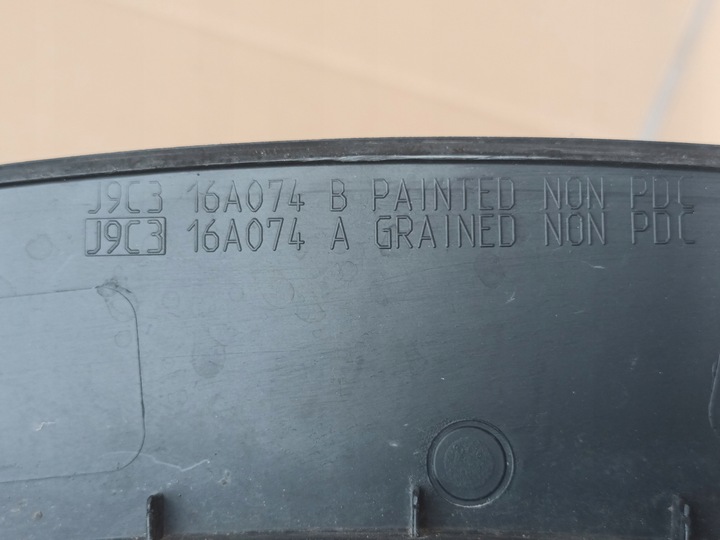 J9C3 16A074 B PAINTED NON PDC
J9C3 16A074 A GRAINED NON PDC